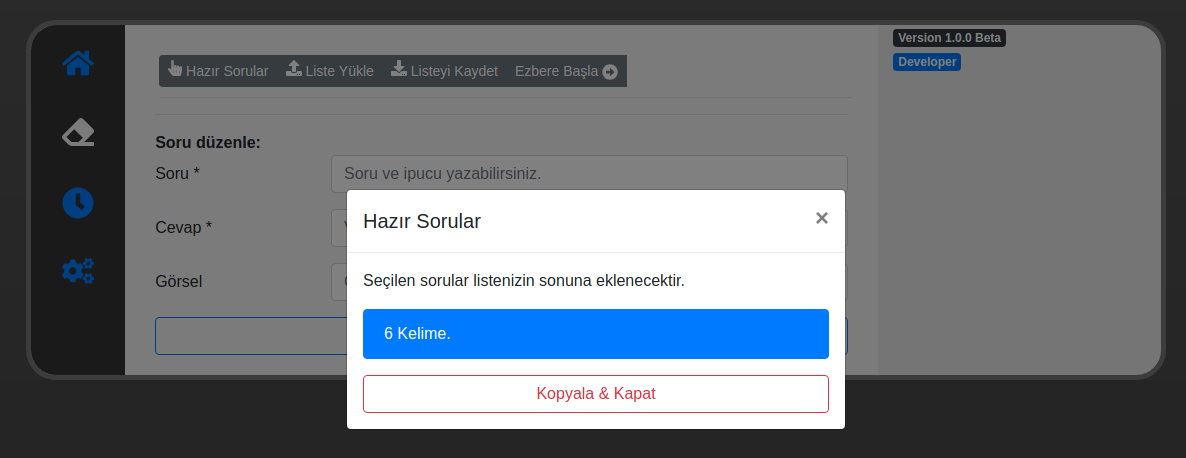 Version 1.0.0 Beta
Developer
Hazır Sorular
Liste Yükle
Listeyi Kaydet
Ezbere Başla
Soru düzenle:
Soru *
Soru ve ipucu yazabilirsiniz.
Cevap *
Görsel
Hazır Sorular
×
Seçilen sorular listenizin sonuna eklenecektir.
6 Kelime.
Kopyala & Kapat